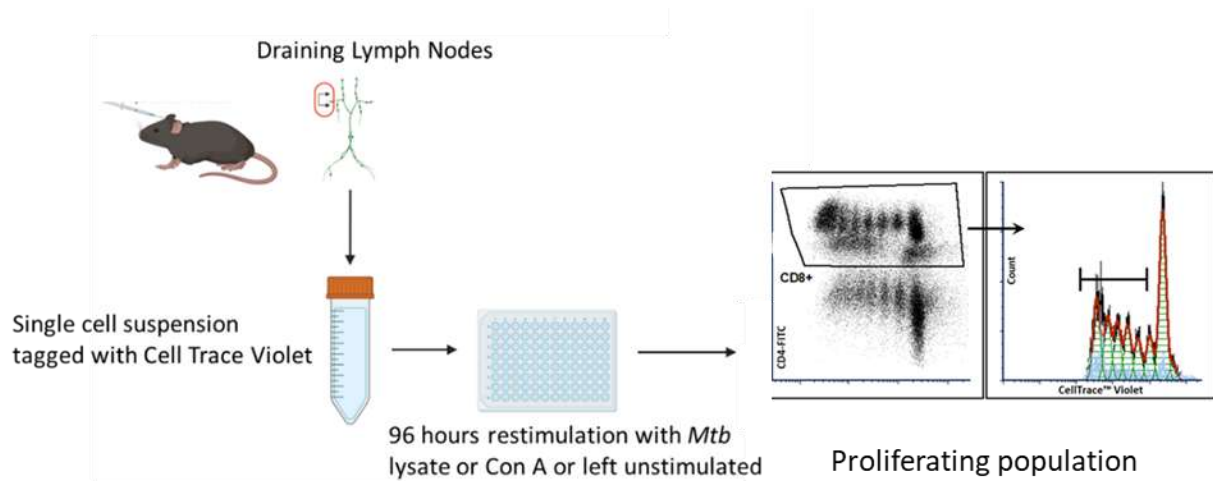 Draining Lymph Nodes
Single cell suspension
tagged with Cell Trace Violet
96 hours restimulation with Mtb
lysate or Con A or left unstimulated
CD8+
CD4-FITC
Count
CellTrace™ Violet
Proliferating population